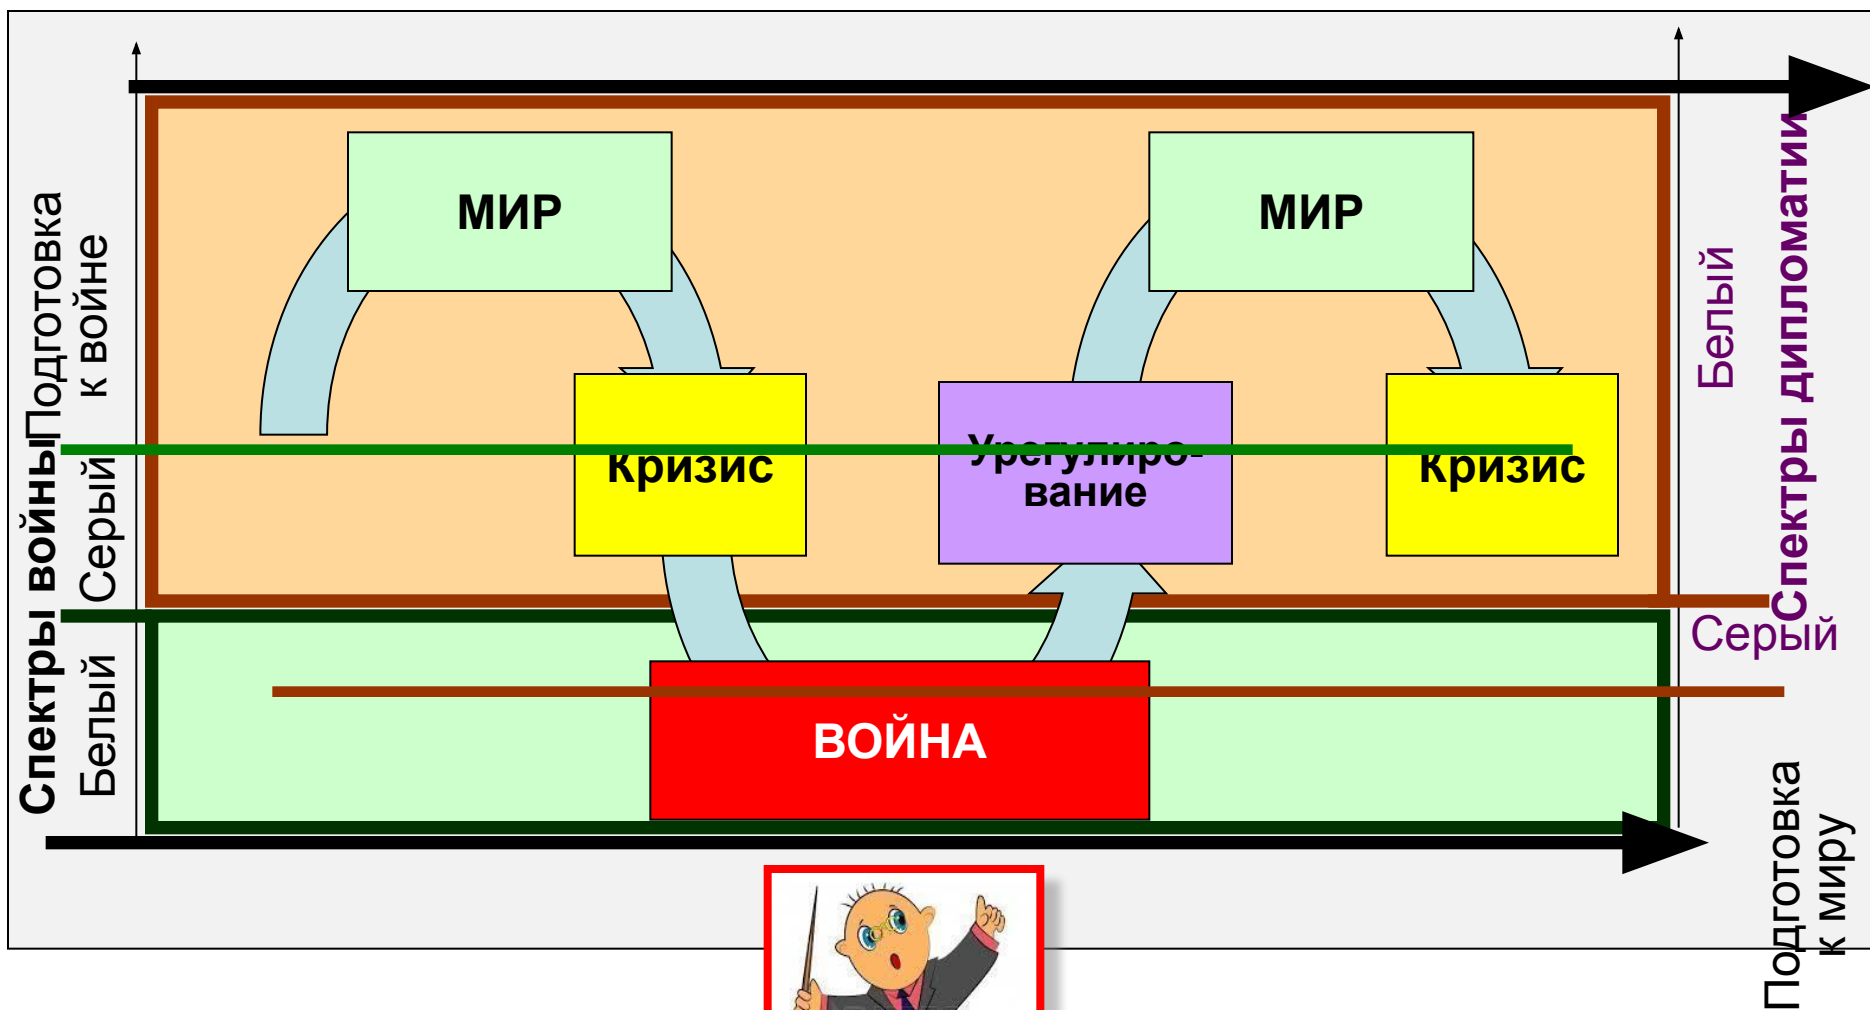 МИР
МИР
Кризис
Урегулиро-
вание
Кризис
ВОЙНА
Спектры войны
Подготовка
к войне
Серый
Белый
Белый
Спектры дипломатии
Серый
Подготовка
к миру